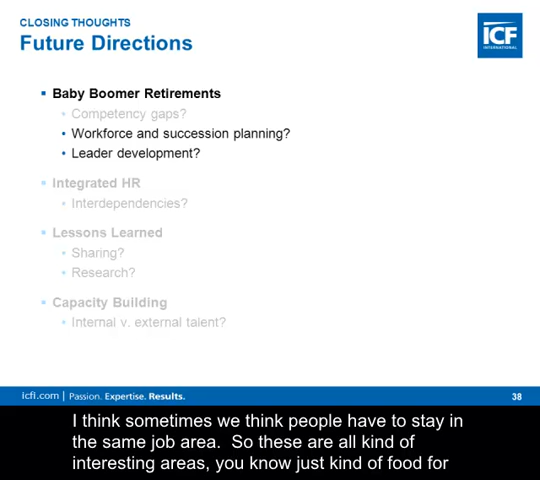 CLOSING THOUGHTS
Future Directions
ICF
INTERNATIONAL
Baby Boomer Retirements
Competency gaps?
Workforce and succession planning?
Leader development?
Integrated HR
Interdependencies?
Lessons Learned
Sharing?
Research?
Capacity Building
Internal v. external talent?
icfi.com | Passion. Expertise. Results.
38
I think sometimes we think people have to stay in
the same job area.  So these are all kind of
interesting areas, you know just kind of food for